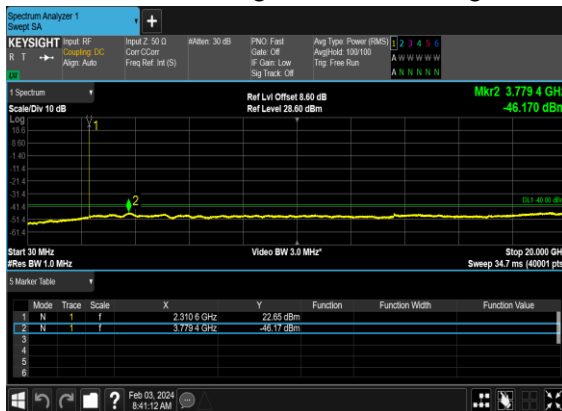 Spectrum Analyzer 1
Swept SA
+
KEYSIGHT Input: RF Input Z: 50 Ω #Atten: 30 dB PNO: Fast Avg Type: Power (RMS) 1 2 3 4 5 6
R T Coupling: DC Corr CCorr Gate: Off Avg|Hold: 100/100 A W W W W W
Align: Auto Freq Ref: Int (S) IF Gain: Low Trig: Free Run
Sig Track: Off A N N N N N
1 Spectrum Ref Lvl Offset 8.60 dB Mkr2 3.779 4 GHz
Scale/Div 10 dB Ref Level 28.60 dBm -46.170 dBm
Log
18.6
8.60
-1.40
-11.4
-21.4
-31.4
-41.4
-51.4
-61.4
1
2
DL1 -40.00 dBm
Start 30 MHz Video BW 3.0 MHz* Stop 20.000 GHz
#Res BW 1.0 MHz Sweep 34.7 ms (40001 pts)
5 Marker Table
Mode Trace Scale X Y Function Function Width Function Value
1 N 1 f 2.310 6 GHz 22.65 dBm
2 N 1 f 3.779 4 GHz -46.17 dBm
3
4
5
6
? Feb 03, 2024
8:41:12 AM